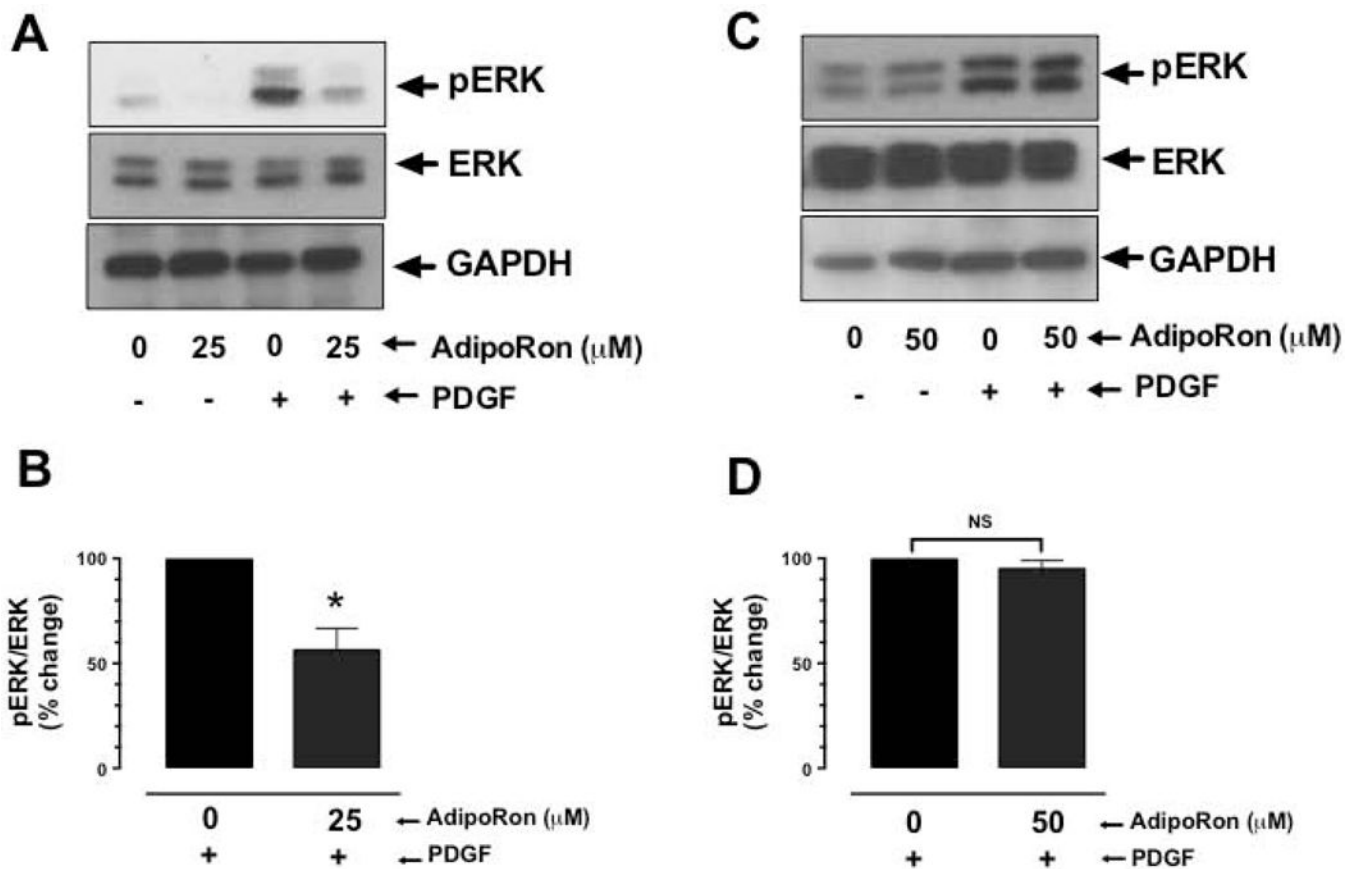 A
pERK
ERK
GAPDH
0 25 0 25 AdipoRon (μM)
- - + + PDGF
C
pERK
ERK
GAPDH
0 50 0 50 AdipoRon (μM)
- - + + PDGF
B
pERK/ERK
(% change)
100
50
0
*
0 25 AdipoRon (μM)
+ + PDGF
D
pERK/ERK
(% change)
100
50
0
NS
0 50 AdipoRon (μM)
+ + PDGF